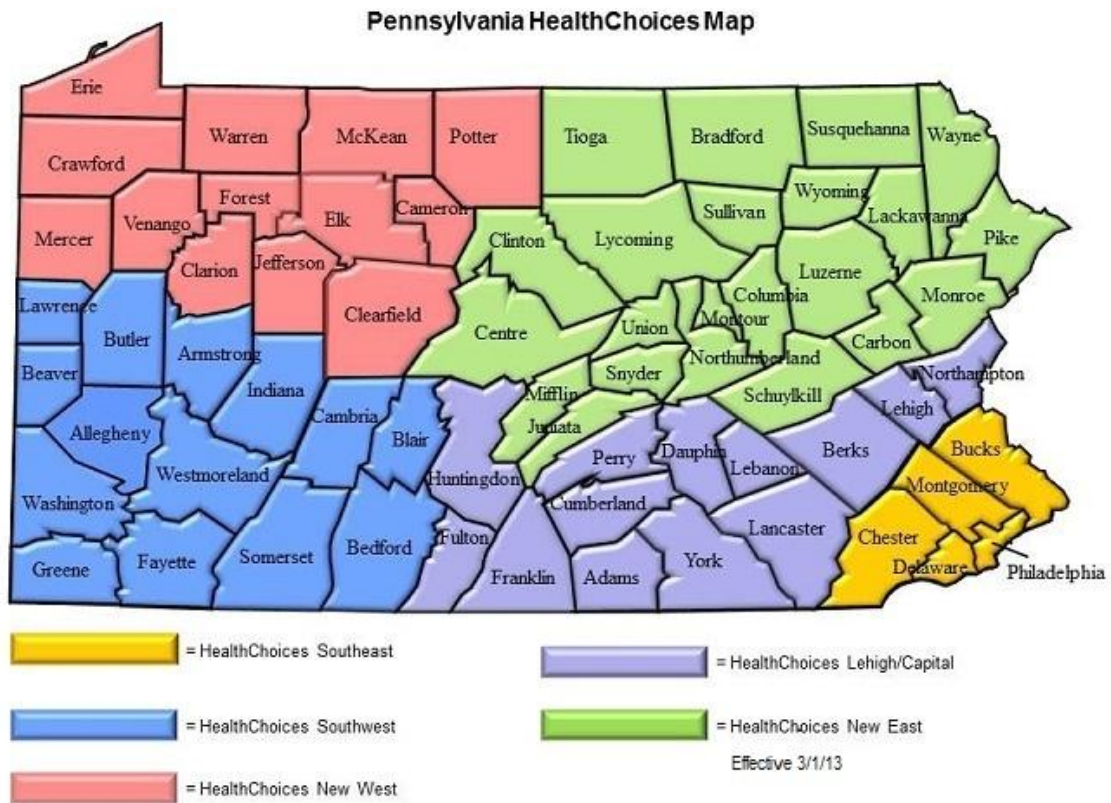 Pennsylvania HealthChoices Map
Erie
Warren
McKean
Potter
Tioga
Bradford
Susquehanna
Wayne
Crawford
Forest
Elk
Cameron
Sullivan
Wyoming
Lackawanna
Mercer
Venango
Clarion
Jefferson
Clinton
Lycoming
Pike
Luzerne
Columbia
Monroe
Lawrence
Butler
Clearfield
Centre
Union
Montour
Carbon
Armstrong
Northumberland
Beaver
Indiana
Snyder
Northampton
Mifflin
Schuylkill
Lehigh
Allegheny
Cambria
Blair
Juniata
Westmoreland
Huntingdon
Perry
Dauphin
Lebanon
Berks
Bucks
Washington
Cumberland
Montgomery
Lancaster
Greene
Fayette
Somerset
Bedford
Fulton
Franklin
Adams
York
Chester
Delaware
Philadelphia
= HealthChoices Southeast
= HealthChoices Lehigh/Capital
= HealthChoices Southwest
= HealthChoices New East
Effective 3/1/13
= HealthChoices New West